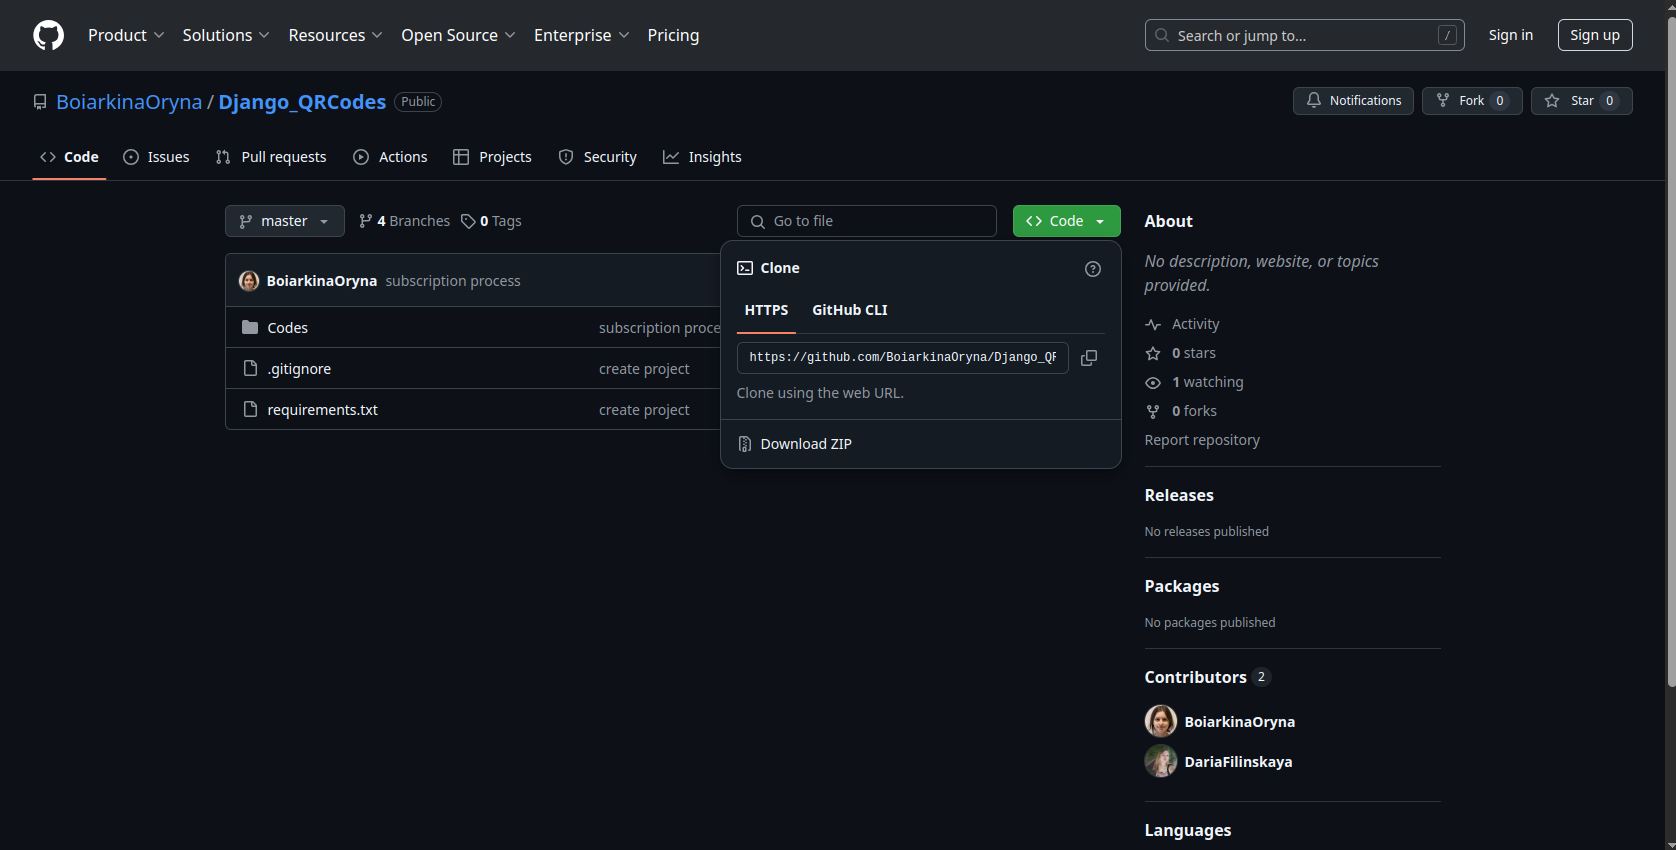 Product Solutions Resources Open Source Enterprise Pricing Search or jump to... / Sign in Sign up
BoiarkinaOryna / Django_QRCodes Public Notifications Fork 0 Star 0
Code Issues Pull requests Actions Projects Security Insights
master 4 Branches 0 Tags Go to file Code
BoiarkinaOryna subscription process
Codes subscription proce
.gitignore create project
requirements.txt create project
Clone
HTTPS GitHub CLI
https://github.com/BoiarkinaOryna/Django_QR
Clone using the web URL.
Download ZIP
About
No description, website, or topics
provided.
Activity
0 stars
1 watching
0 forks
Report repository
Releases
No releases published
Packages
No packages published
Contributors 2
BoiarkinaOryna
DariaFilinskaya
Languages